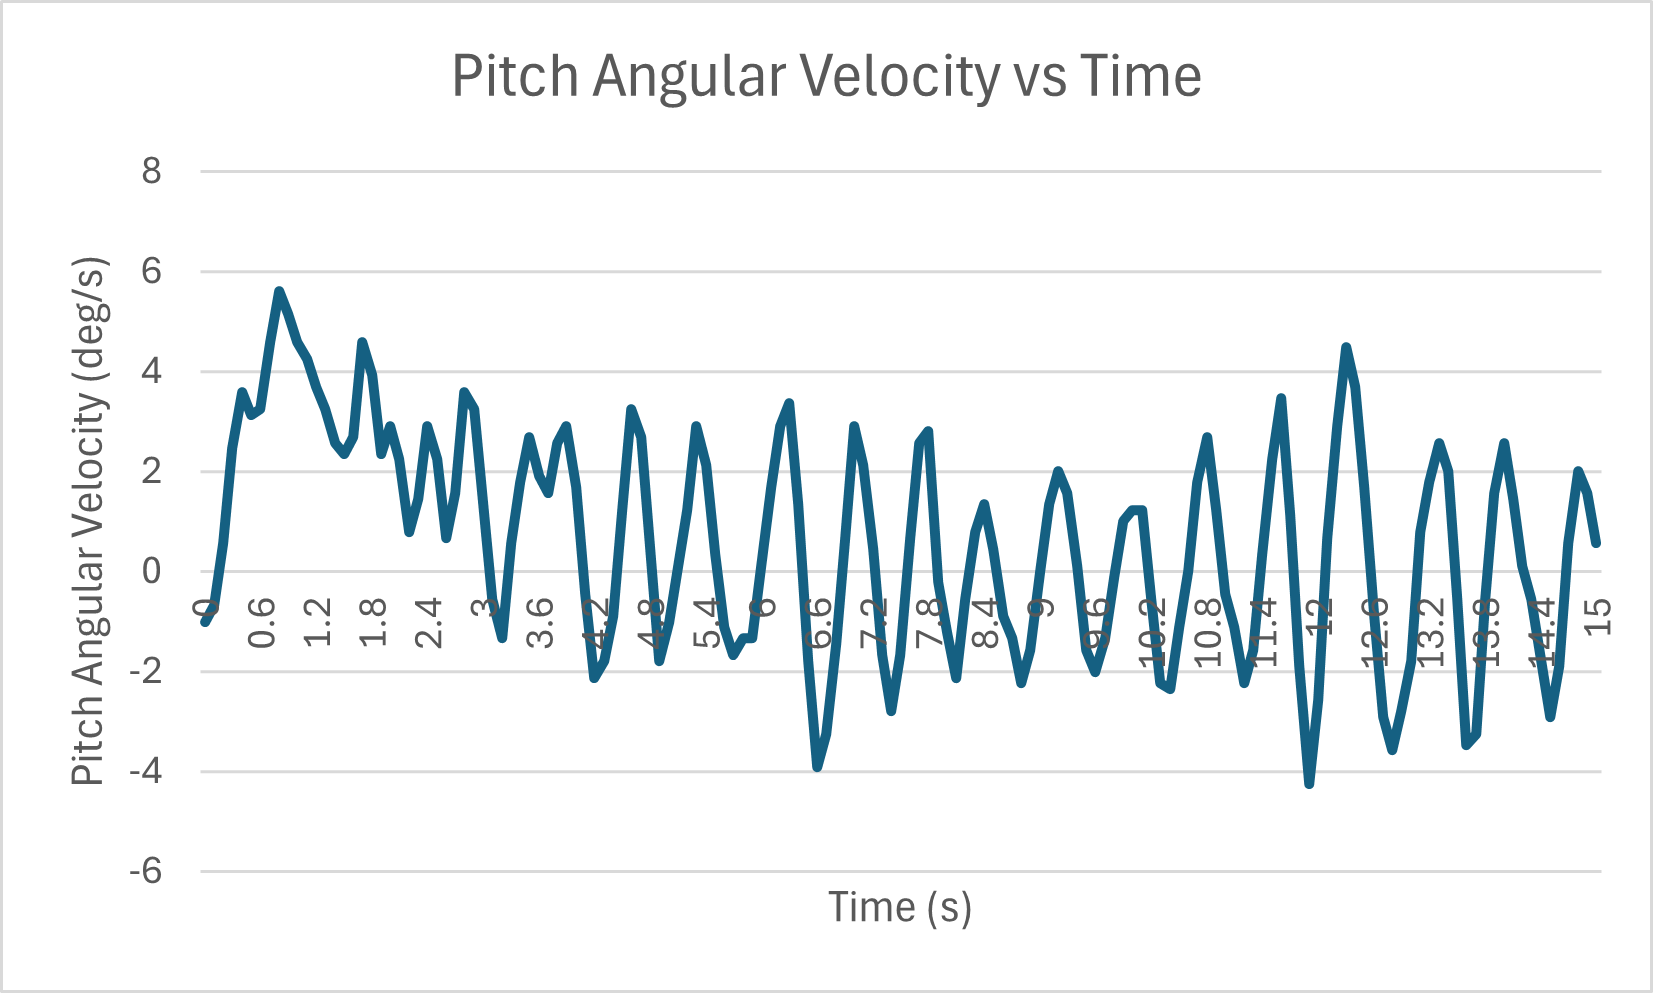 Pitch Angular Velocity vs Time
Pitch Angular Velocity (deg/s)
8
6
4
2
0
-2
-4
-6
0 0.6 1.2 1.8 2.4 3 3.6 4.2 4.8 5.4 6 6.6 7.2 7.8 8.4 9 9.6 10.2 10.8 11.4 12 12.6 13.2 13.8 14.4 15
Time (s)